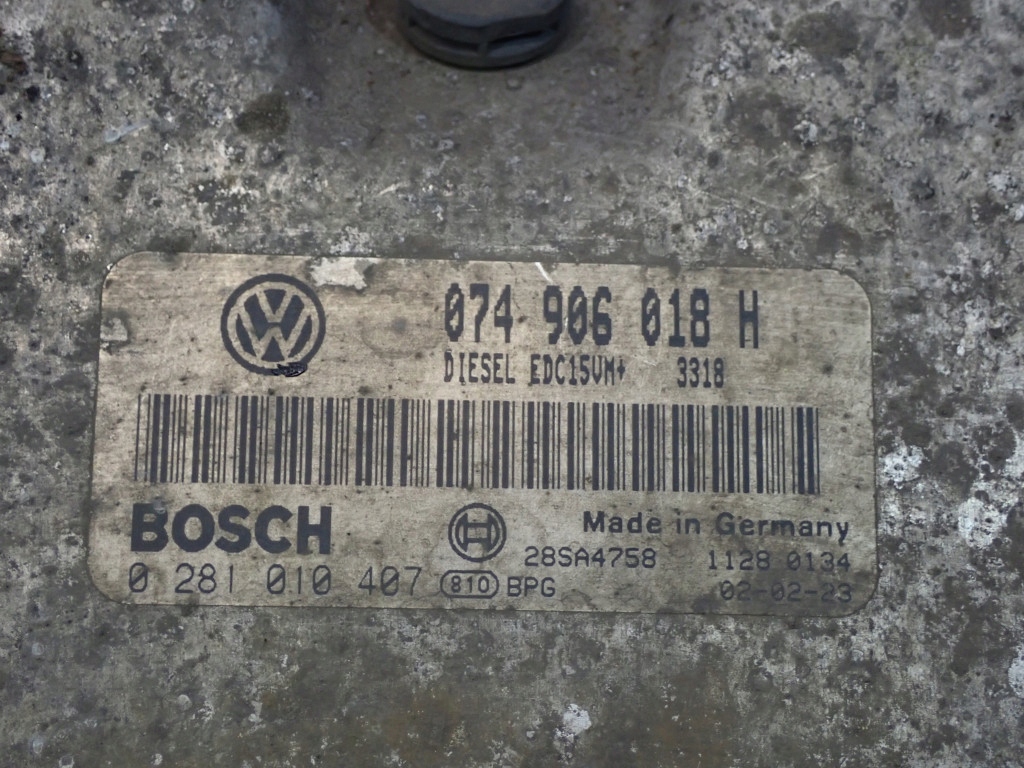 074 906 018 H
DIESEL EDC15VM+ 3318
BOSCH
Made in Germany
28SA4758 1128 0134
0 281 010 407 810 BPG 02-02-23